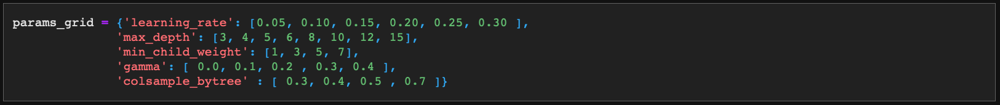 params_grid = {'learning_rate': [0.05, 0.10, 0.15, 0.20, 0.25, 0.30 ],
'max_depth': [3, 4, 5, 6, 8, 10, 12, 15],
'min_child_weight': [1, 3, 5, 7],
'gamma': [ 0.0, 0.1, 0.2 , 0.3, 0.4 ],
'colsample_bytree' : [ 0.3, 0.4, 0.5 , 0.7 ]}